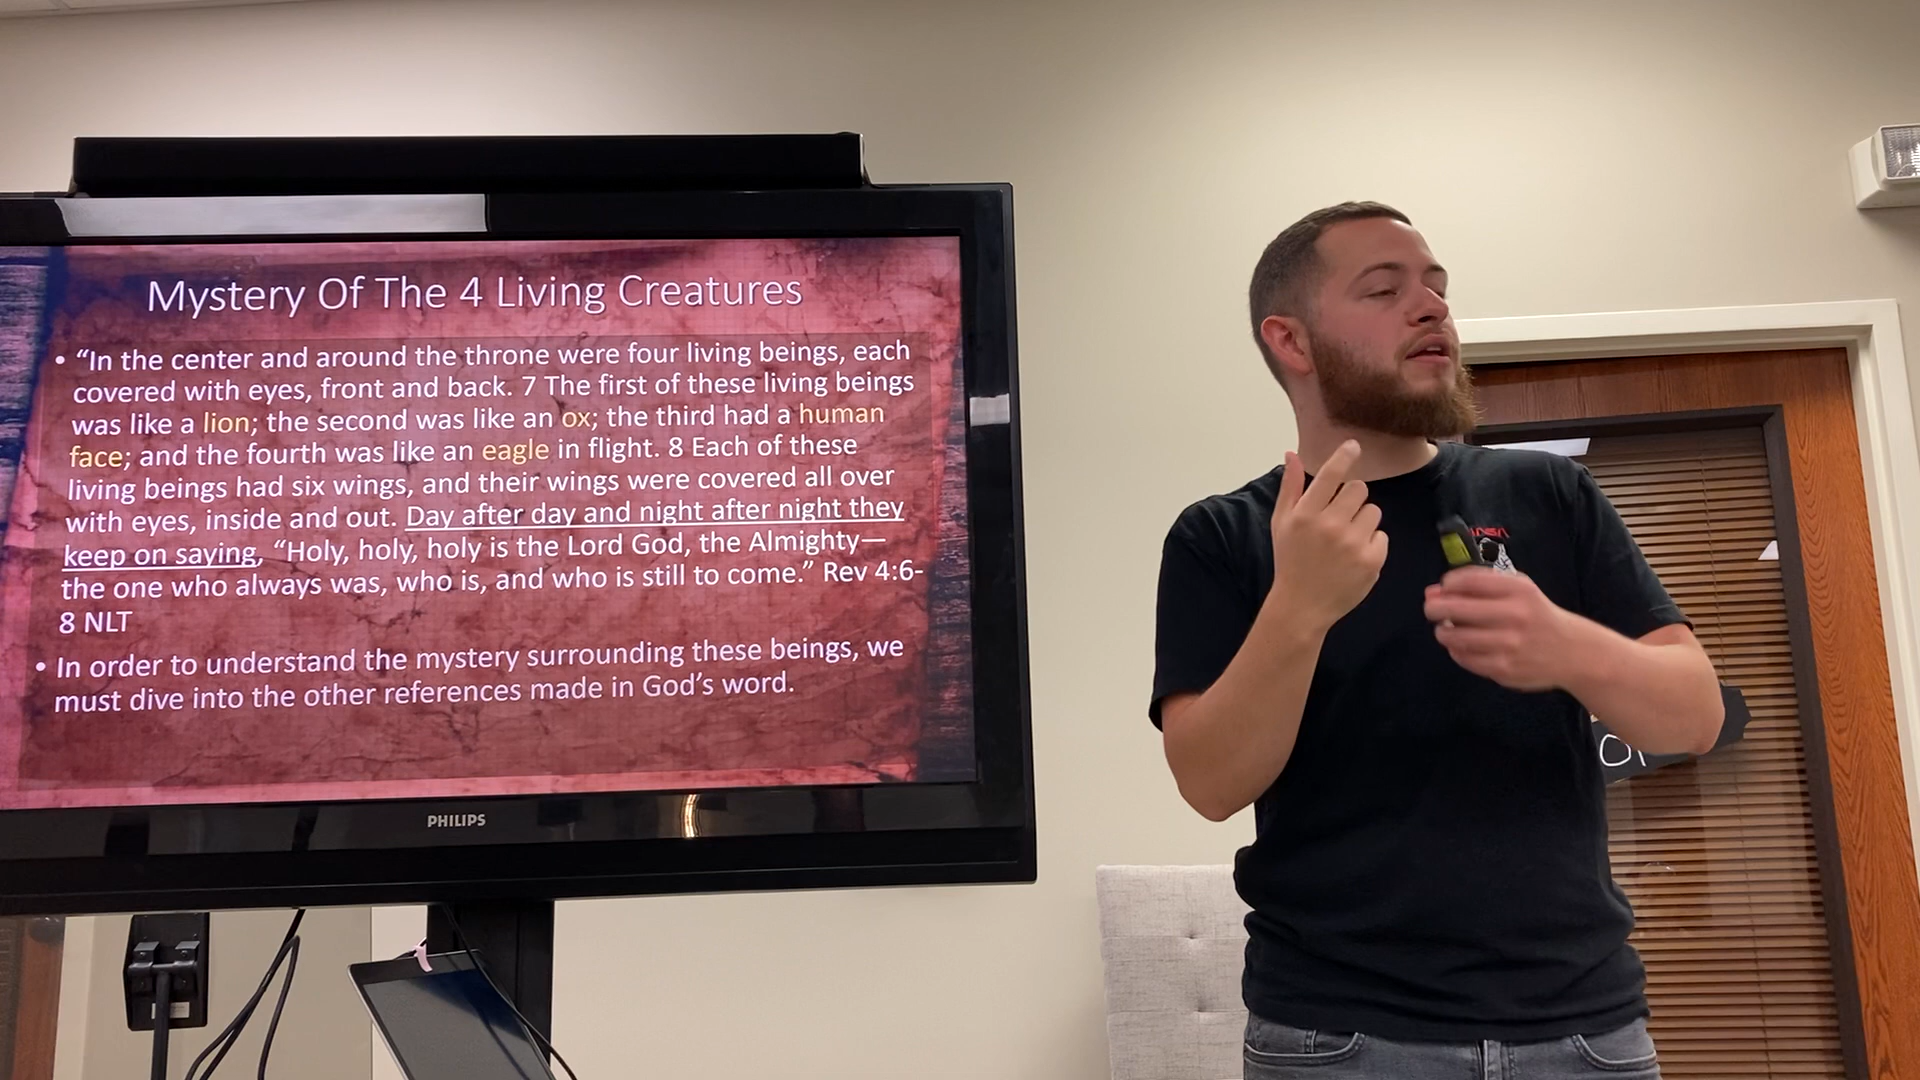 Mystery Of The 4 Living Creatures
• “In the center and around the throne were four living beings, each
covered with eyes, front and back. 7 The first of these living beings
was like a lion; the second was like an ox; the third had a human
face; and the fourth was like an eagle in flight. 8 Each of these
living beings had six wings, and their wings were covered all over
with eyes, inside and out. Day after day and night after night they
keep on saying, “Holy, holy, holy is the Lord God, the Almighty—
the one who always was, who is, and who is still to come.” Rev 4:6-
8 NLT
• In order to understand the mystery surrounding these beings, we
must dive into the other references made in God’s word.
PHILIPS